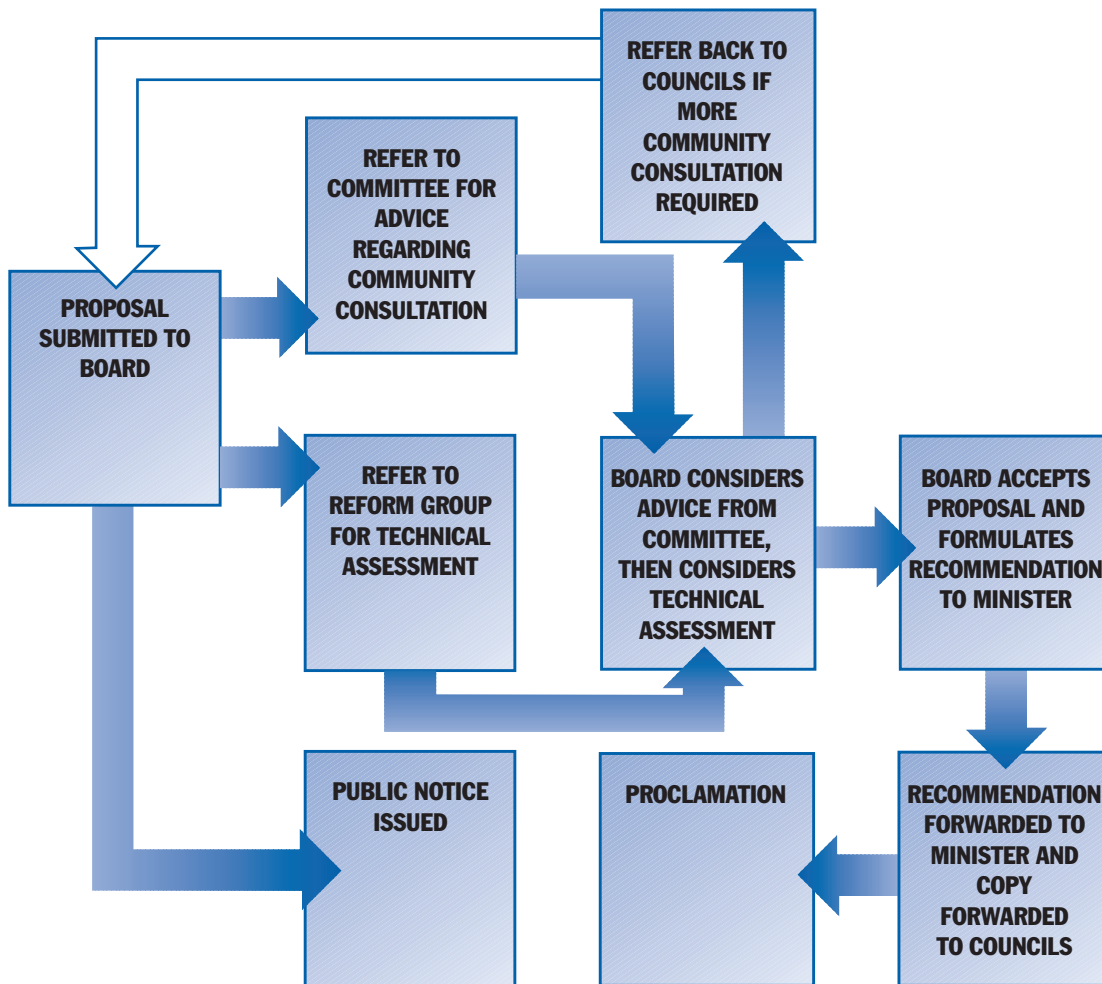 REFER BACK TO
COUNCILS IF
MORE
COMMUNITY
CONSULTATION
REQUIRED
REFER TO
COMMITTEE FOR
ADVICE
REGARDING
COMMUNITY
CONSULTATION
PROPOSAL
SUBMITTED TO
BOARD
REFER TO
REFORM GROUP
FOR TECHNICAL
ASSESSMENT
BOARD CONSIDERS
ADVICE FROM
COMMITTEE,
THEN CONSIDERS
TECHNICAL
ASSESSMENT
BOARD ACCEPTS
PROPOSAL AND
FORMULATES
RECOMMENDATION
TO MINISTER
PUBLIC NOTICE
ISSUED
PROCLAMATION
RECOMMENDATION
FORWARDED TO
MINISTER AND
COPY
FORWARDED
TO COUNCILS